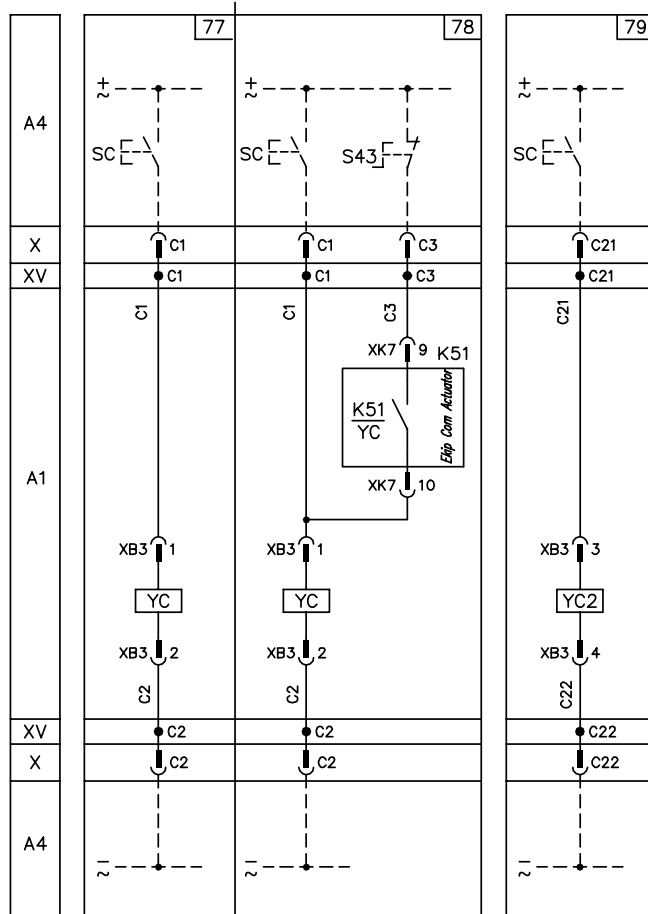 77 78 79
+ + +
~ ~ ~
A4
SC SC S43 SC
X C1 C1 C3 C21
XV C1 C1 C3 C21
C1 C1 C3 C21
XK7 9 K51
K51
YC
Ekip Com Actuator
XK7 10
A1
XB3 1 XB3 1 XB3 3
YC YC YC2
XB3 2 XB3 2 XB3 4
C2 C2 C22
XV C2 C2 C22
X C2 C2 C22
A4
– – –
~ ~ ~